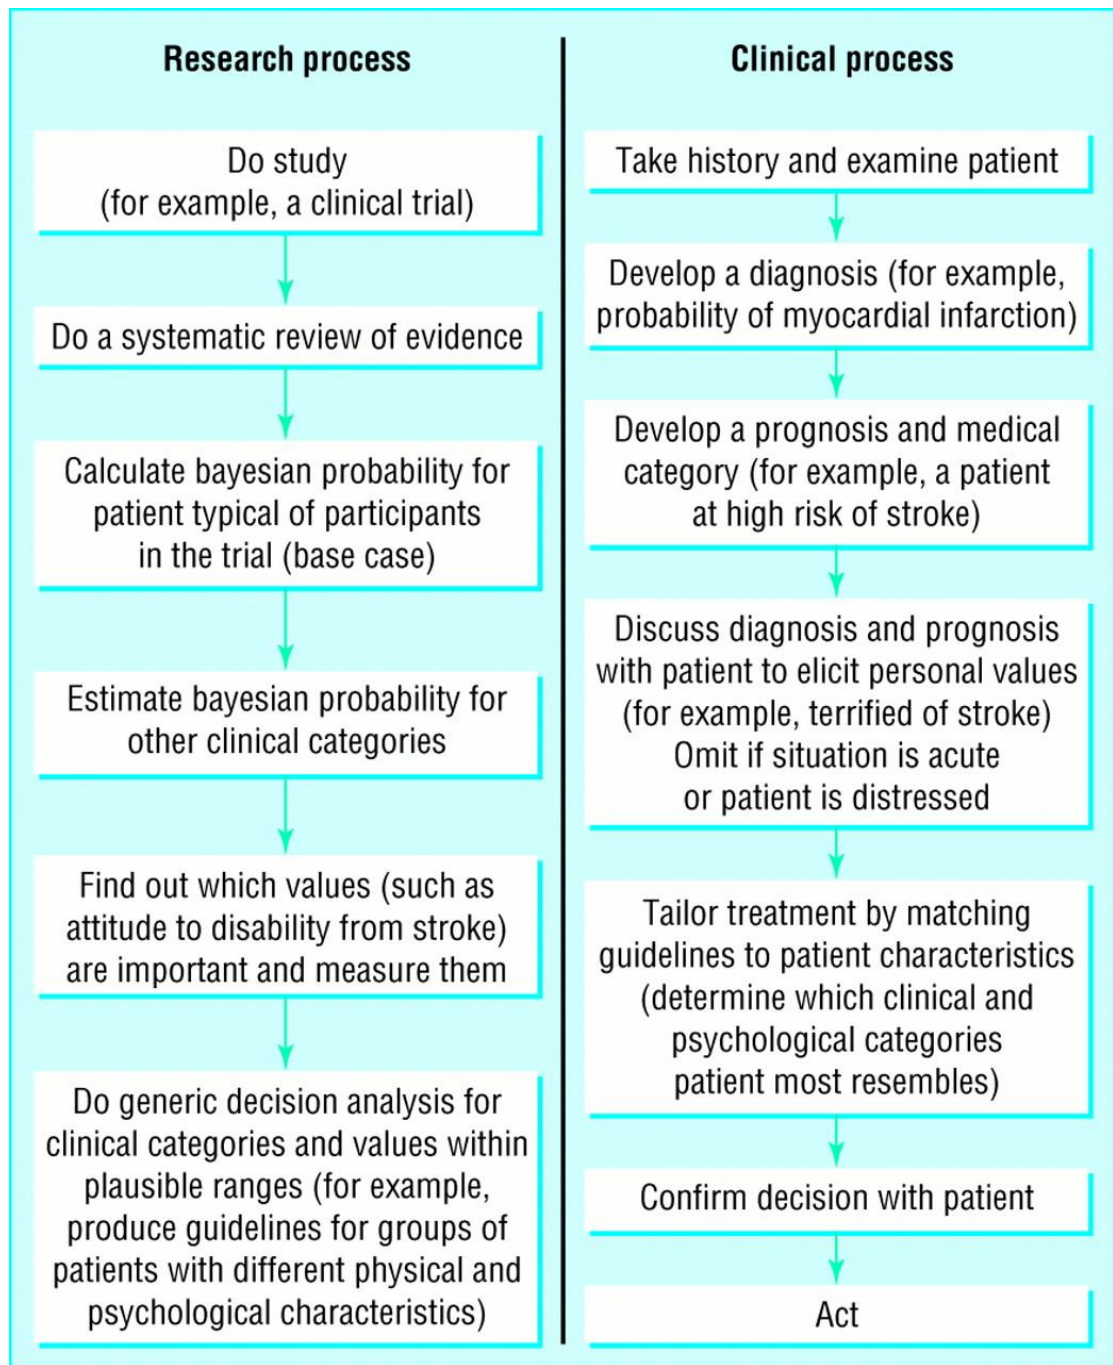 Research process
Do study
(for example, a clinical trial)
Do a systematic review of evidence
Calculate bayesian probability for
patient typical of participants
in the trial (base case)
Estimate bayesian probability for
other clinical categories
Find out which values (such as
attitude to disability from stroke)
are important and measure them
Do generic decision analysis for
clinical categories and values within
plausible ranges (for example,
produce guidelines for groups of
patients with different physical and
psychological characteristics)
Clinical process
Take history and examine patient
Develop a diagnosis (for example,
probability of myocardial infarction)
Develop a prognosis and medical
category (for example, a patient
at high risk of stroke)
Discuss diagnosis and prognosis
with patient to elicit personal values
(for example, terrified of stroke)
Omit if situation is acute
or patient is distressed
Tailor treatment by matching
guidelines to patient characteristics
(determine which clinical and
psychological categories
patient most resembles)
Confirm decision with patient
Act